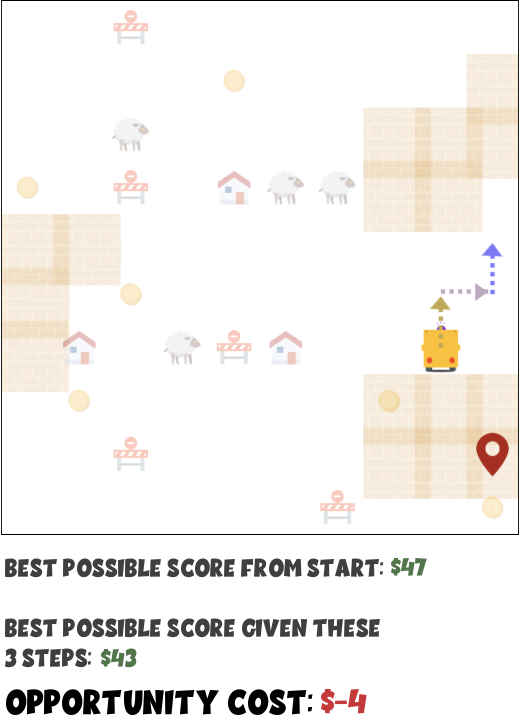 BEST POSSIBLE SCORE FROM START: $47
BEST POSSIBLE SCORE GIVEN THESE
3 STEPS: $43
OPPORTUNITY COST: $-4